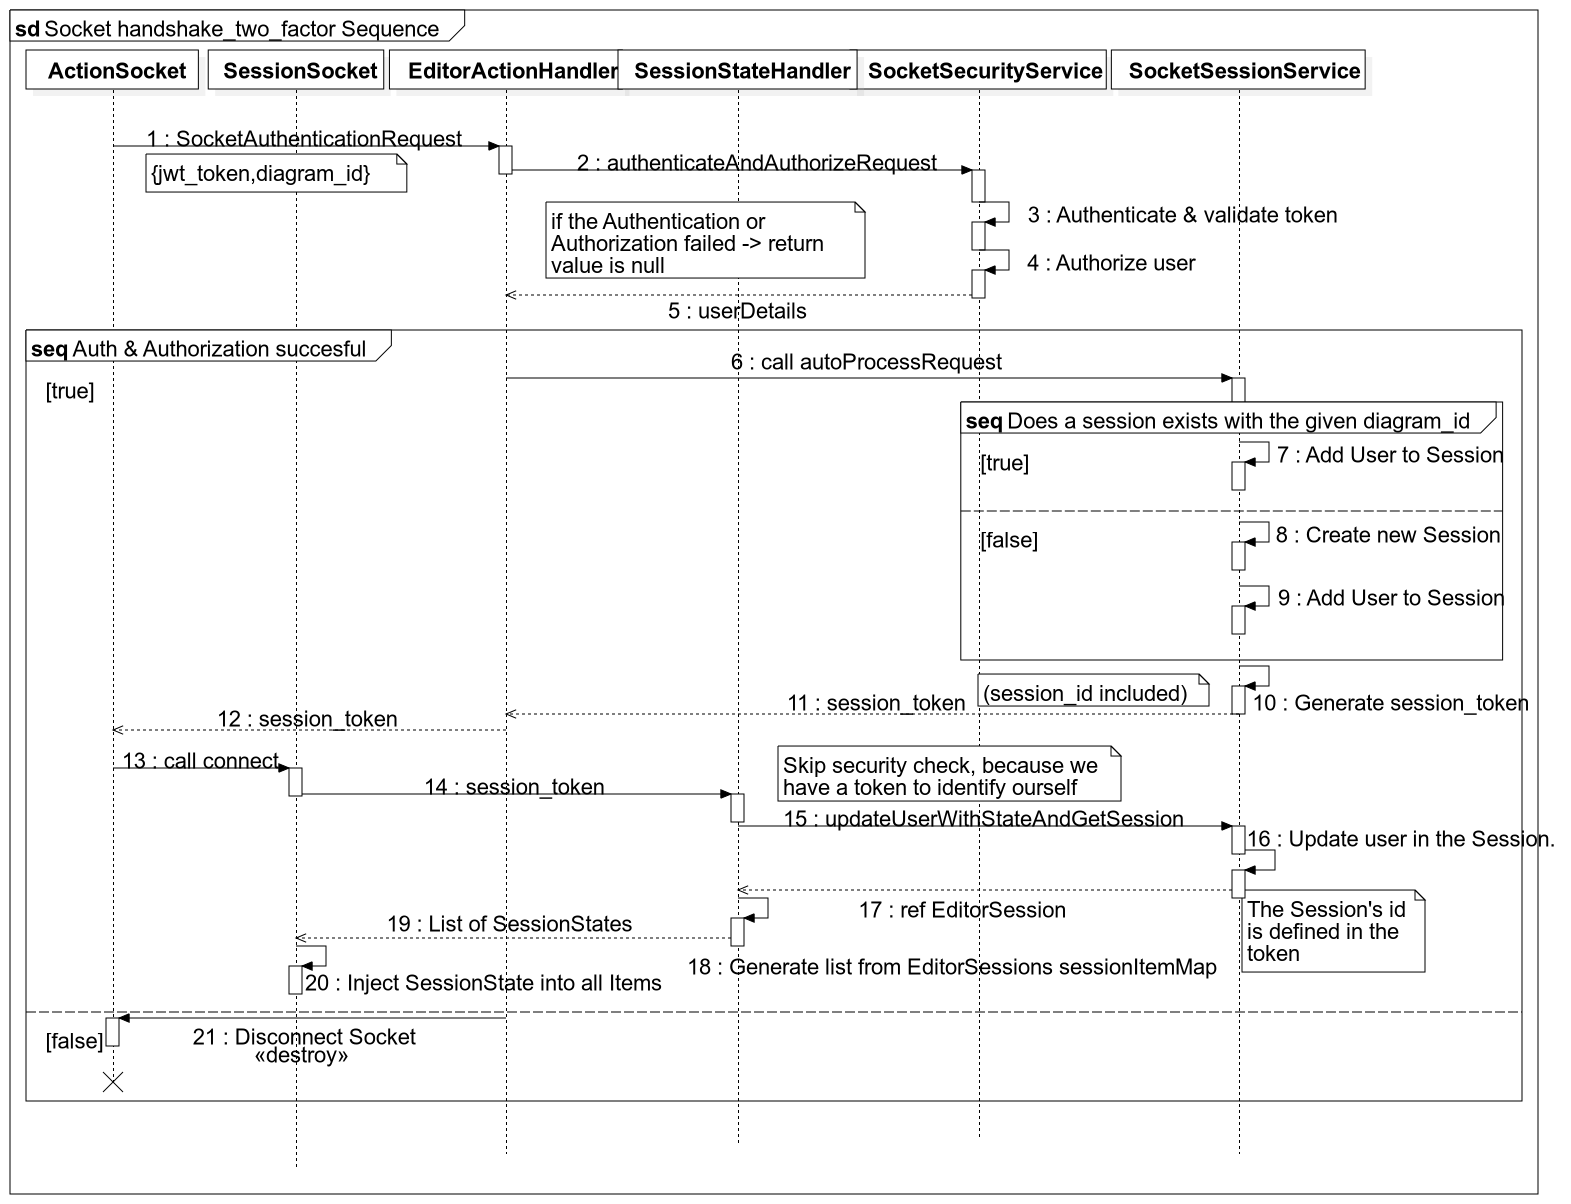 sd Socket handshake_two_factor Sequence
ActionSocket
SessionSocket
EditorActionHandler
SessionStateHandler
SocketSecurityService
SocketSessionService
1 : SocketAuthenticationRequest
{jwt_token,diagram_id}
2 : authenticateAndAuthorizeRequest
3 : Authenticate & validate token
if the Authentication or
Authorization failed -> return
value is null
4 : Authorize user
5 : userDetails
seq Auth & Authorization succesful
6 : call autoProcessRequest
[true]
seq Does a session exists with the given diagram_id
7 : Add User to Session
[true]
8 : Create new Session
[false]
9 : Add User to Session
(session_id included)
10 : Generate session_token
11 : session_token
12 : session_token
13 : call connect
Skip security check, because we
have a token to identify ourself
14 : session_token
15 : updateUserWithStateAndGetSession
16 : Update user in the Session.
17 : ref EditorSession
The Session's id
is defined in the
token
19 : List of SessionStates
18 : Generate list from EditorSessions sessionItemMap
20 : Inject SessionState into all Items
[false]
21 : Disconnect Socket
«destroy»